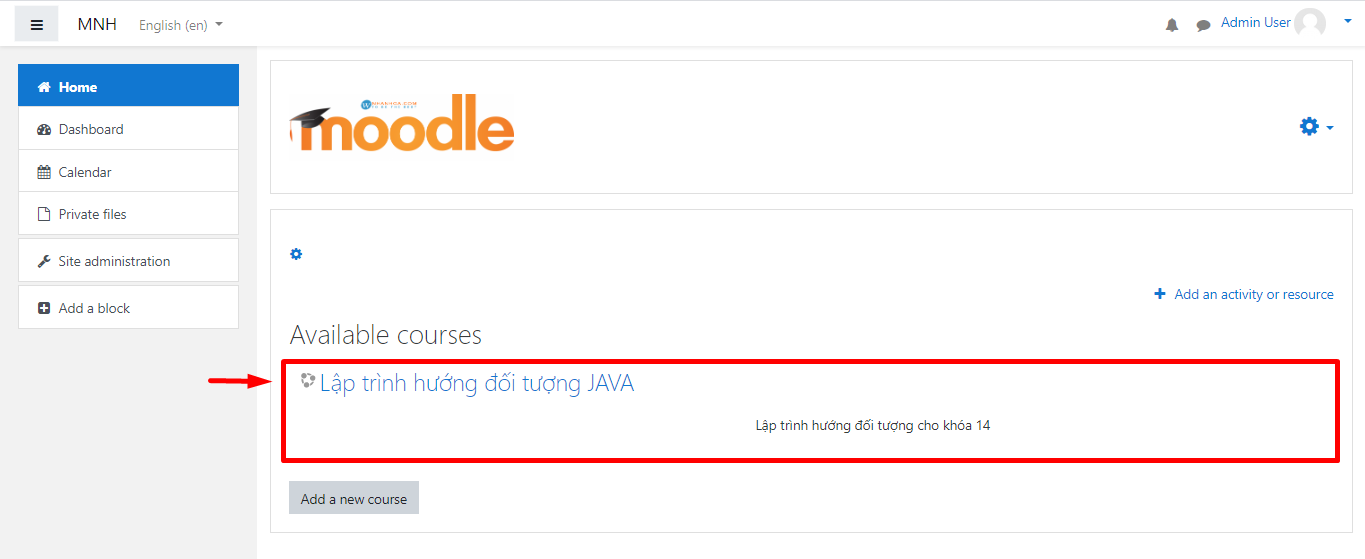 MNH
English (en)
Admin User
Home
Dashboard
Calendar
Private files
Site administration
Add a block
NHANHOA.COM
moodle
Add an activity or resource
Available courses
Lập trình hướng đối tượng JAVA
Lập trình hướng đối tượng cho khóa 14
Add a new course